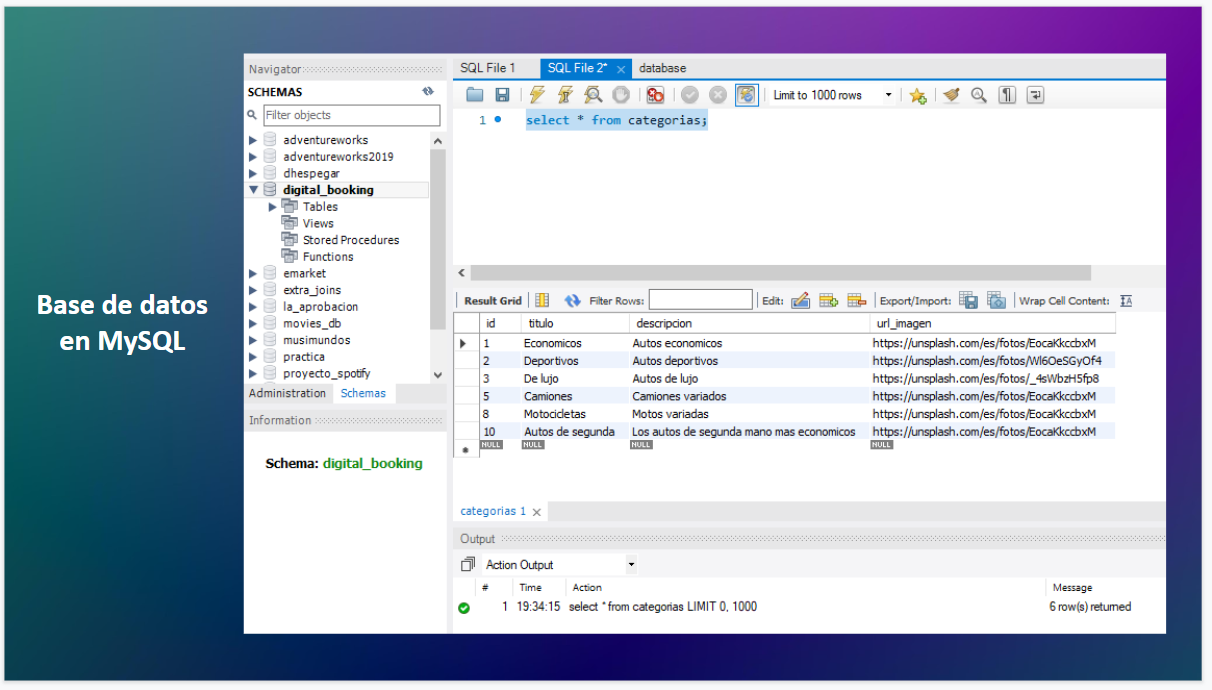 Base de datos
en MySQL
Navigator
SCHEMAS
Filter objects
adventureworks
adventureworks2019
dhespegar
digital_booking
Tables
Views
Stored Procedures
Functions
emarket
extra_joins
la_aprobacion
movies_db
musimundos
practica
proyecto_spotify
Administration Schemas
Information
Schema: digital_booking
SQL File 1 SQL File 2* database
Limit to 1000 rows
1 select * from categorias;
Result Grid Filter Rows: Edit: Export/Import: Wrap Cell Content:
id titulo descripcion url_imagen
1 Economicos Autos economicos https://unsplash.com/es/fotos/EocaKkccbxM
2 Deportivos Autos deportivos https://unsplash.com/es/fotos/Wl6OeSGyOf4
3 De lujo Autos de lujo https://unsplash.com/es/fotos/_4sWbzH5fp8
5 Camiones Camiones variados https://unsplash.com/es/fotos/EocaKkccbxM
8 Motocicletas Motos variadas https://unsplash.com/es/fotos/EocaKkccbxM
10 Autos de segunda Los autos de segunda mano mas economicos https://unsplash.com/es/fotos/EocaKkccbxM
NULL NULL NULL NULL
categorias 1
Output
Action Output
# Time Action Message
1 19:34:15 select * from categorias LIMIT 0, 1000 6 row(s) returned